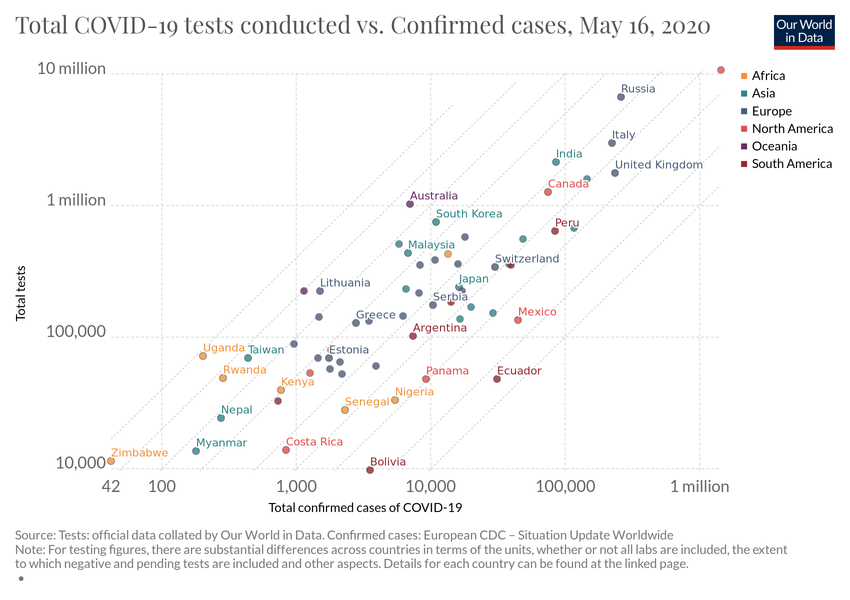 Total COVID-19 tests conducted vs. Confirmed cases, May 16, 2020
Our World
in Data
10 million
1 million
100,000
10,000
Total tests
42
100
1,000
10,000
100,000
1 million
Total confirmed cases of COVID-19
Africa
Asia
Europe
North America
Oceania
South America
Russia
Italy
India
United Kingdom
Canada
Australia
South Korea
Peru
Malaysia
Switzerland
Lithuania
Japan
Serbia
Greece
Mexico
Argentina
Uganda
Taiwan
Estonia
Rwanda
Panama
Ecuador
Kenya
Nigeria
Senegal
Nepal
Myanmar
Costa Rica
Zimbabwe
Bolivia
Source: Tests: official data collated by Our World in Data. Confirmed cases: European CDC – Situation Update Worldwide
Note: For testing figures, there are substantial differences across countries in terms of the units, whether or not all labs are included, the extent
to which negative and pending tests are included and other aspects. Details for each country can be found at the linked page.
•